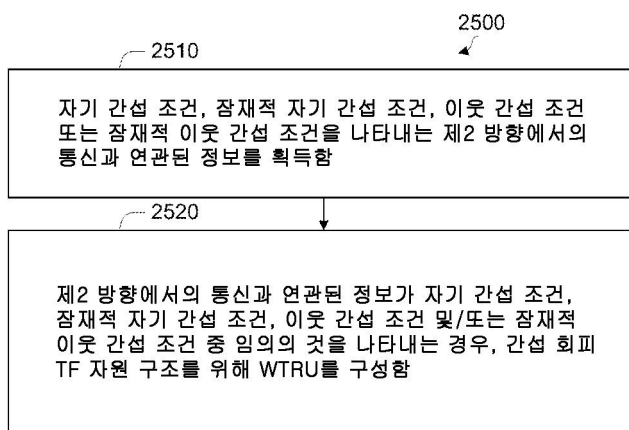 2500
2510
자기 간섭 조건, 잠재적 자기 간섭 조건, 이웃 간섭 조건
또는 잠재적 이웃 간섭 조건을 나타내는 제2 방향에서의
통신과 연관된 정보를 획득함
2520
제2 방향에서의 통신과 연관된 정보가 자기 간섭 조건,
잠재적 자기 간섭 조건, 이웃 간섭 조건 및/또는 잠재적
이웃 간섭 조건 중 임의의 것을 나타내는 경우, 간섭 회피
TF 자원 구조를 위해 WTRU를 구성함